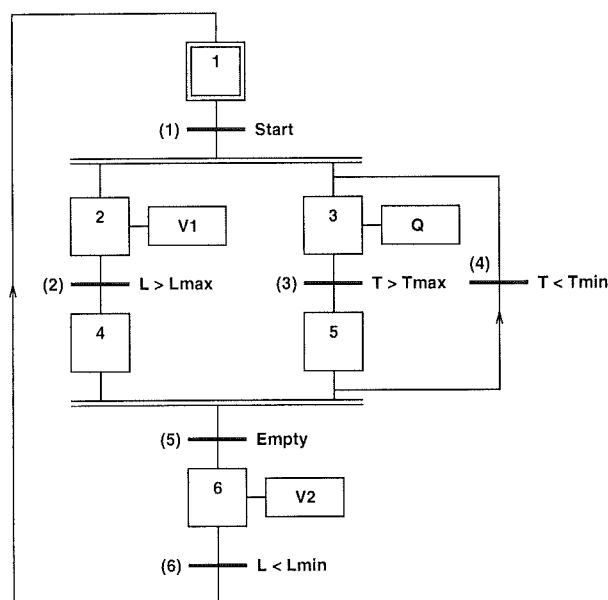 1
(1) Start
2 V1 3 Q
(2) L > Lmax (3) T > Tmax (4) T < Tmin
4 5
(5) Empty
6 V2
(6) L < Lmin